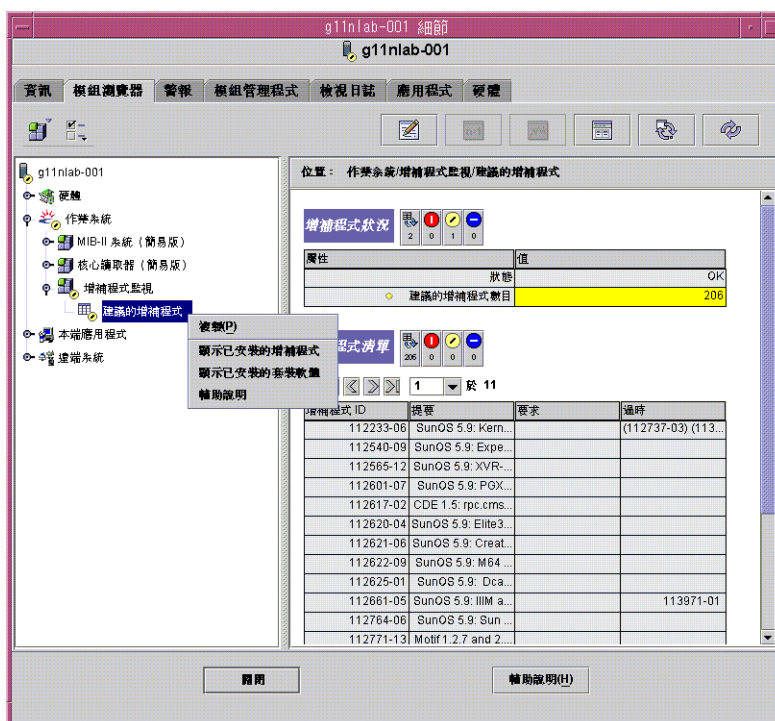 g11nlab-001 細節
g11nlab-001
資訊 模組瀏覽器 警報 模組管理程式 檢視日誌 應用程式 硬體
g11nlab-001
硬體
作業系統
MIB-II 系統 (簡易版)
核心讀取器 (簡易版)
增補程式監視
建議的增補程式
本端應用程式
遠端系統
複製(P)
顯示已安裝的增補程式
顯示已安裝的套裝軟體
輔助說明
位置： 作業系統/增補程式監視/建議的增補程式
增補程式狀況 2 0 1 0
屬性 值
狀態 OK
建議的增補程式數目 206
程式清單 206 0 0 0
1 於 11
增補程式 ID 提要 要求 過時
112233-06 SunOS 5.9: Kern... (112737-03) (113...
112540-09 SunOS 5.9: Expe...
112565-12 SunOS 5.9: XVR-...
112601-07 SunOS 5.9: PGX...
112617-02 CDE 1.5: rpc.cms...
112620-04 SunOS 5.9: Elite3...
112621-06 SunOS 5.9: Creat...
112622-09 SunOS 5.9: M64 ...
112625-01 SunOS 5.9: Dca...
112661-05 SunOS 5.9: IIIM a... 113971-01
112764-06 SunOS 5.9: Sun ...
112771-13 Motif 1.2.7 and 2...
關閉 輔助說明(H)